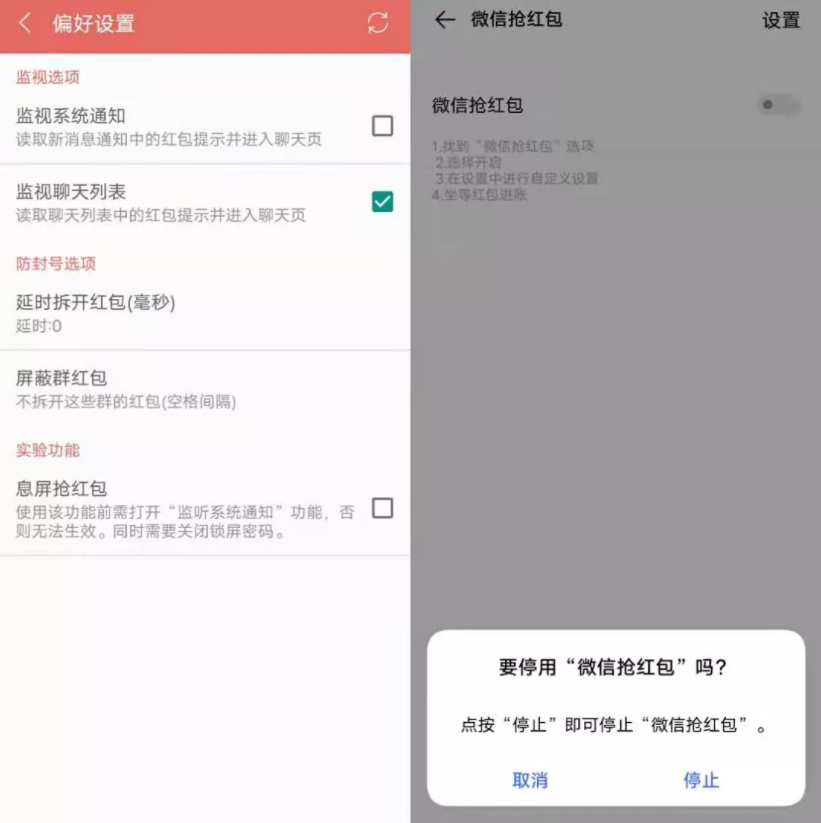 偏好设置
监视选项
监视系统通知
读取新消息通知中的红包提示并进入聊天页
监视聊天列表
读取聊天列表中的红包提示并进入聊天页
防封号选项
延时拆开红包(毫秒)
延时:0
屏蔽群红包
不拆开这些群的红包(空格间隔)
实验功能
息屏抢红包
使用该功能前需打开“监听系统通知”功能，否
则无法生效。同时需要关闭锁屏密码。
微信抢红包
设置
微信抢红包
1.找到“微信抢红包”选项
2.选择开启
3.在设置中进行自定义设置
4.坐等红包进账
要停用“微信抢红包”吗？
点按“停止”即可停止“微信抢红包”。
取消
停止